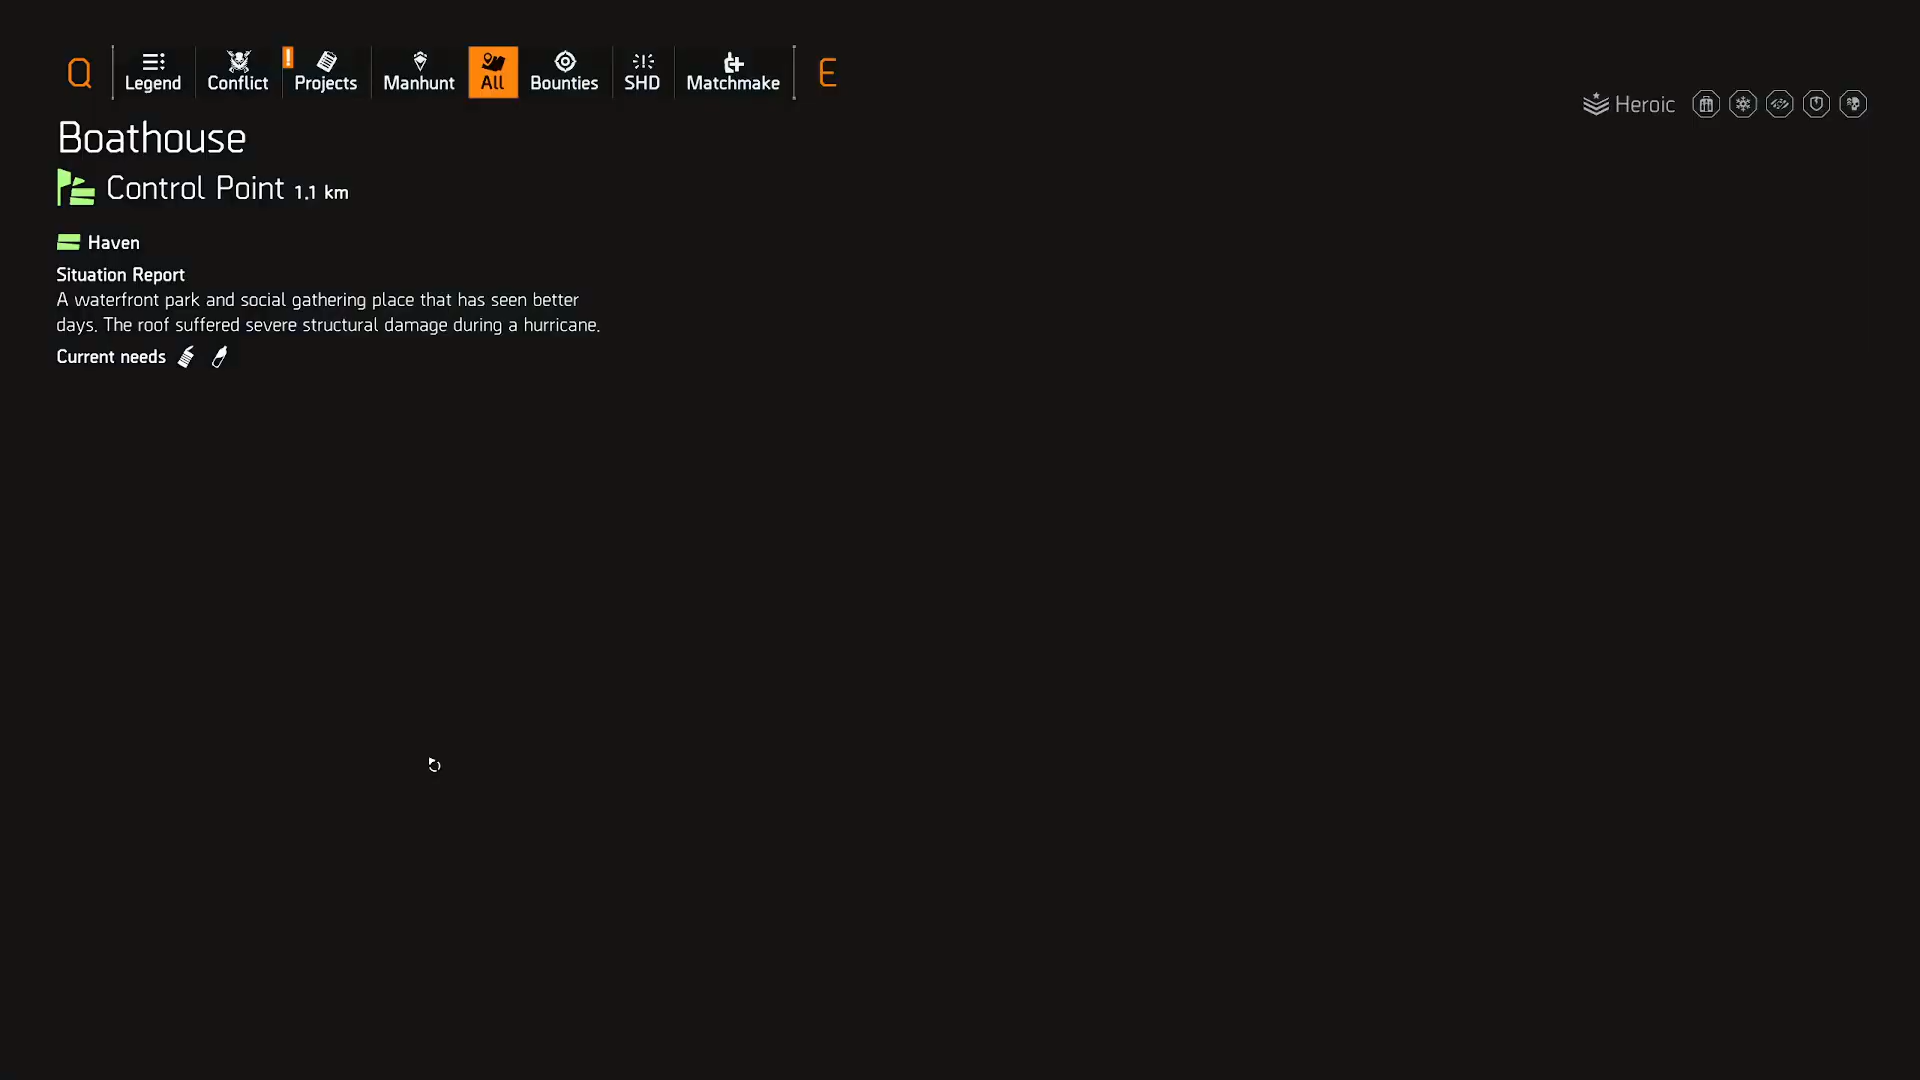 Q Legend Conflict ! Projects Manhunt All Bounties SHD Matchmake E
Heroic
Boathouse
Control Point 1.1 km
Haven
Situation Report
A waterfront park and social gathering place that has seen better
days. The roof suffered severe structural damage during a hurricane.
Current needs